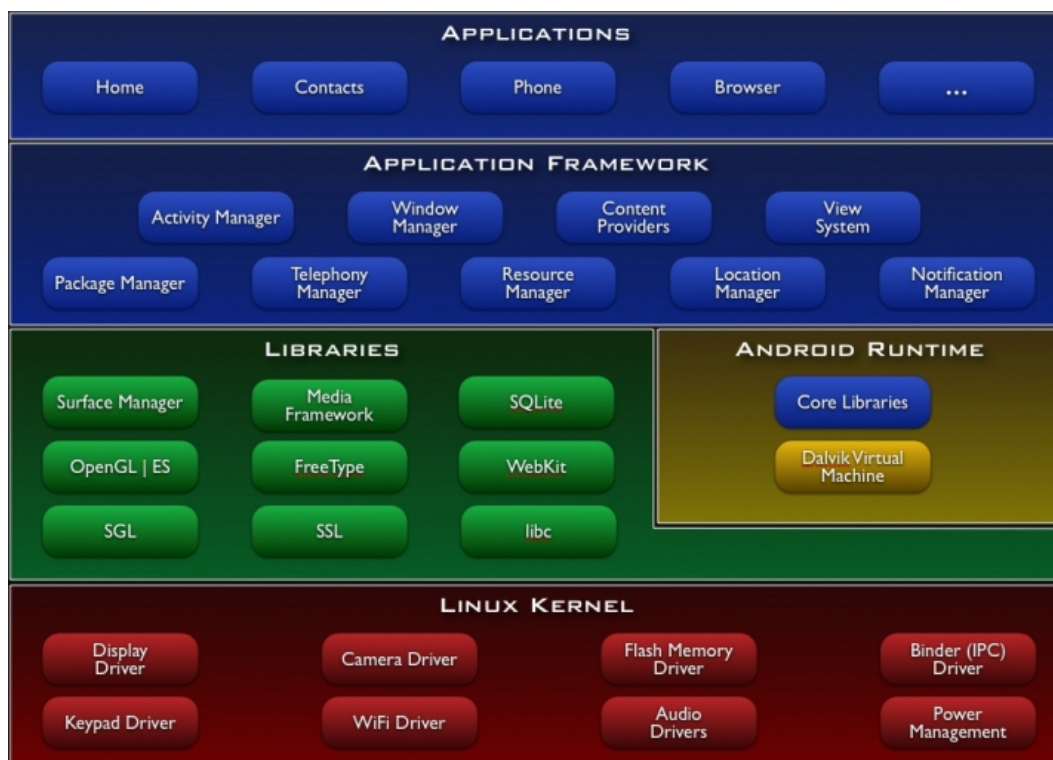 APPLICATIONS
Home Contacts Phone Browser ...
APPLICATION FRAMEWORK
Activity Manager
Window
Manager
Content
Providers
View
System
Package Manager
Telephony
Manager
Resource
Manager
Location
Manager
Notification
Manager
LIBRARIES
Surface Manager
Media
Framework
SQLite
OpenGL | ES
FreeType
WebKit
SGL
SSL
libc
ANDROID RUNTIME
Core Libraries
Dalvik Virtual
Machine
LINUX KERNEL
Display
Driver
Camera Driver
Flash Memory
Driver
Binder (IPC)
Driver
Keypad Driver
WiFi Driver
Audio
Drivers
Power
Management